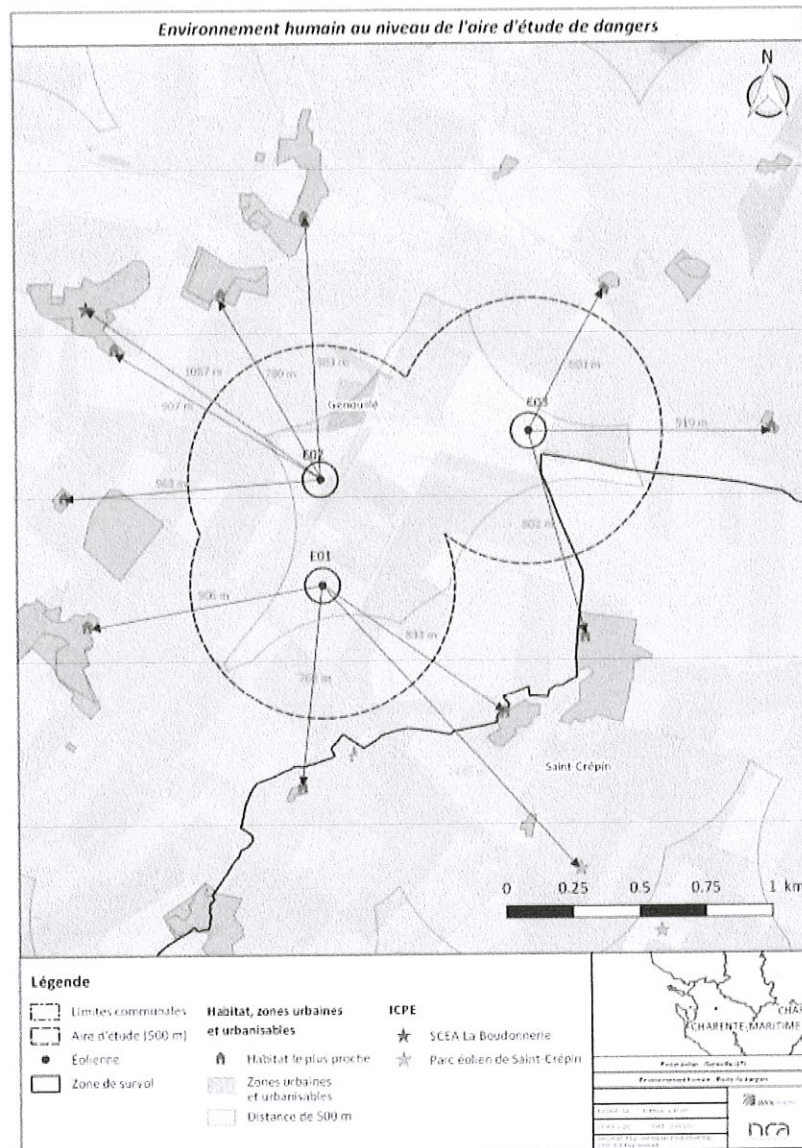 Environnement humain au niveau de l'aire d'étude de dangers
N
1087 m
780 m
983 m
603 m
907 m
Genouillé
E03
919 m
E02
963 m
802 m
E01
906 m
833 m
Saint-Crépin
0 0.25 0.5 0.75 1 km
Légende
Limites communales
Aire d'étude (500 m)
Éolienne
Zone de survol
Habitat, zones urbaines
et urbanisables
Habitat le plus proche
Zones urbaines
et urbanisables
Distance de 500 m
ICPE
SCEA La Boudonnerie
Parc éolien de Saint-Crépin
CHARENTE-MARITIME
nca